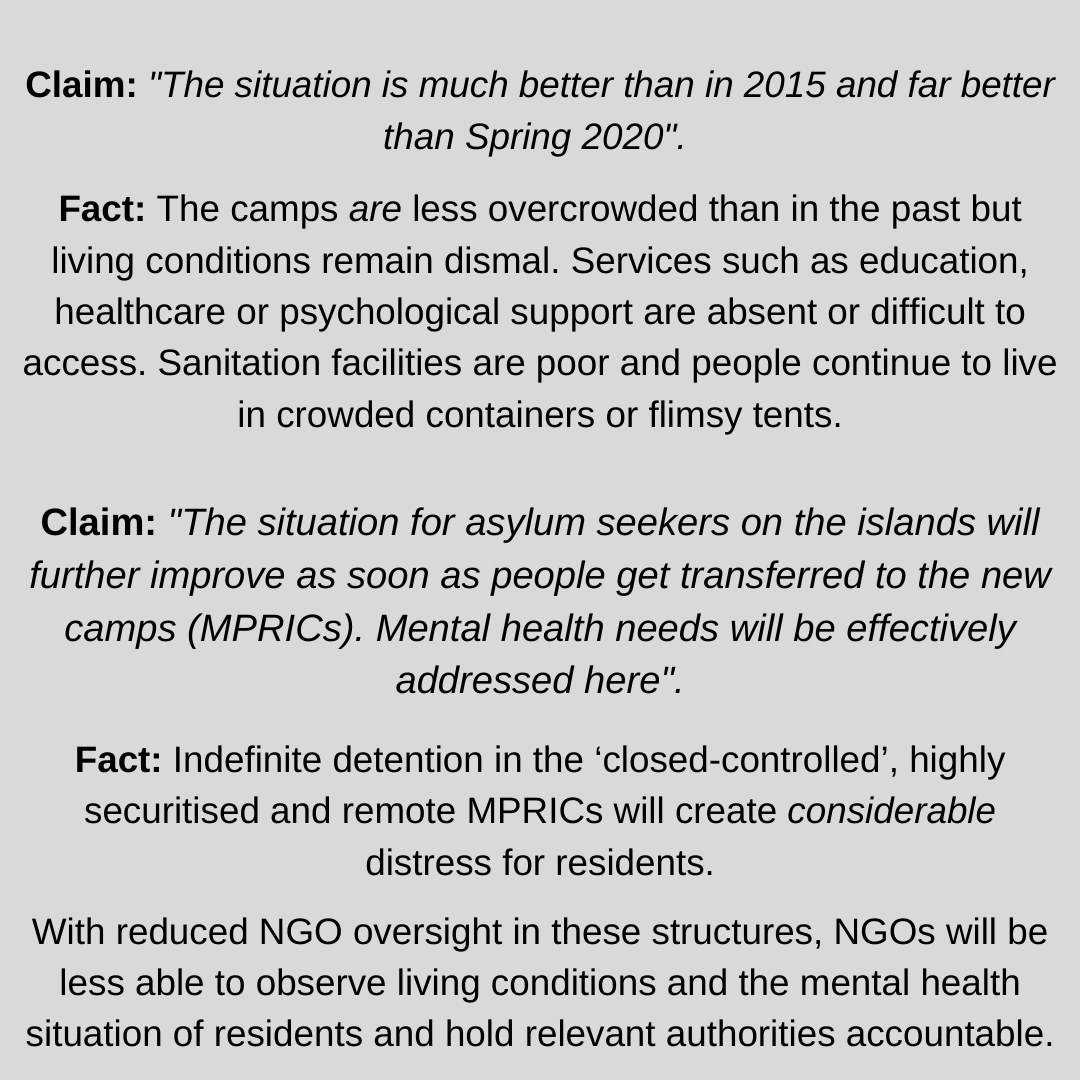 Claim: "The situation is much better than in 2015 and far better
than Spring 2020".
Fact: The camps are less overcrowded than in the past but
living conditions remain dismal. Services such as education,
healthcare or psychological support are absent or difficult to
access. Sanitation facilities are poor and people continue to live
in crowded containers or flimsy tents.
Claim: "The situation for asylum seekers on the islands will
further improve as soon as people get transferred to the new
camps (MPRICs). Mental health needs will be effectively
addressed here".
Fact: Indefinite detention in the ‘closed-controlled’, highly
securitised and remote MPRICs will create considerable
distress for residents.
With reduced NGO oversight in these structures, NGOs will be
less able to observe living conditions and the mental health
situation of residents and hold relevant authorities accountable.